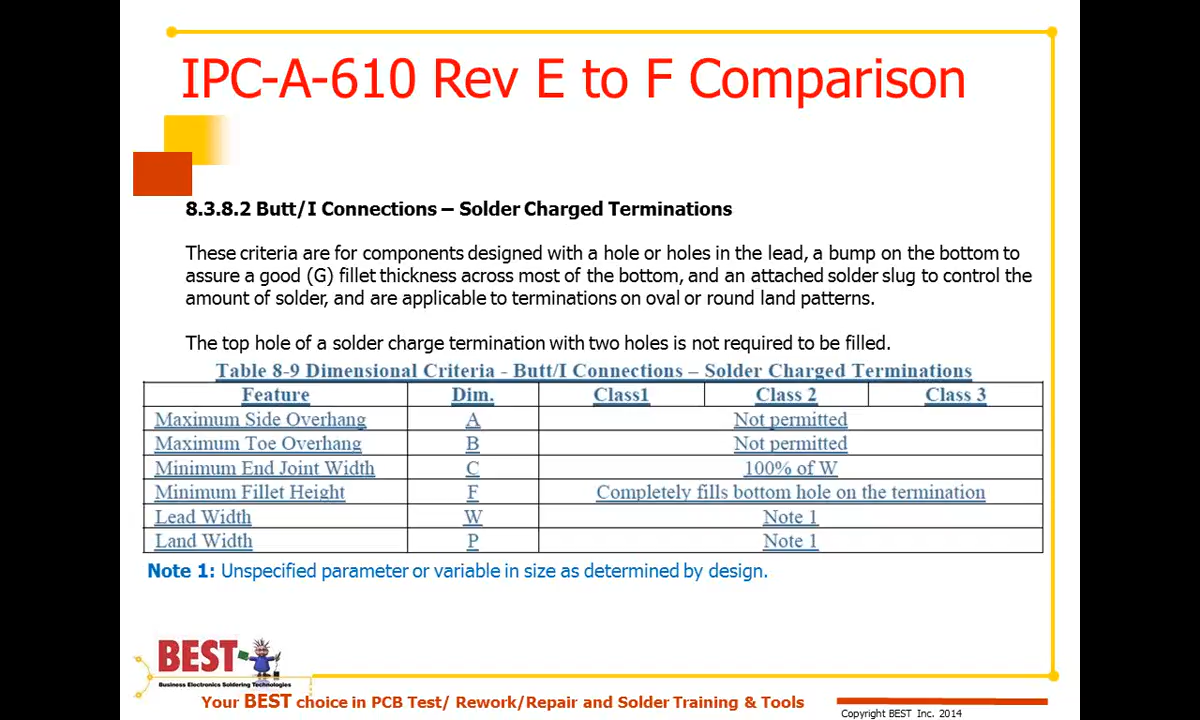 IPC-A-610 Rev E to F Comparison
8.3.8.2 Butt/I Connections – Solder Charged Terminations
These criteria are for components designed with a hole or holes in the lead, a bump on the bottom to
assure a good (G) fillet thickness across most of the bottom, and an attached solder slug to control the
amount of solder, and are applicable to terminations on oval or round land patterns.
The top hole of a solder charge termination with two holes is not required to be filled.
Table 8-9 Dimensional Criteria - Butt/I Connections – Solder Charged Terminations
Feature Dim. Class1 Class 2 Class 3
Maximum Side Overhang A Not permitted
Maximum Toe Overhang B Not permitted
Minimum End Joint Width C 100% of W
Minimum Fillet Height F Completely fills bottom hole on the termination
Lead Width W Note 1
Land Width P Note 1
Note 1: Unspecified parameter or variable in size as determined by design.
BEST
Business Electronics Soldering Technologies
Your BEST choice in PCB Test/ Rework/Repair and Solder Training & Tools
Copyright BEST Inc. 2014